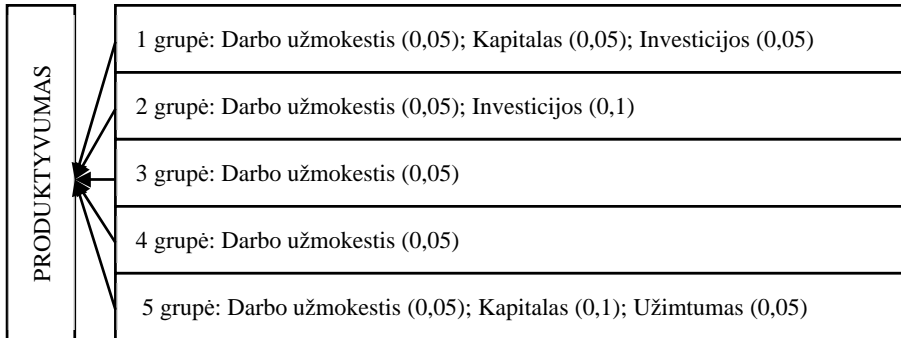 PRODUKTYVUMAS
1 grupė: Darbo užmokestis (0,05); Kapitalas (0,05); Investicijos (0,05)
2 grupė: Darbo užmokestis (0,05); Investicijos (0,1)
3 grupė: Darbo užmokestis (0,05)
4 grupė: Darbo užmokestis (0,05)
5 grupė: Darbo užmokestis (0,05); Kapitalas (0,1); Užimtumas (0,05)